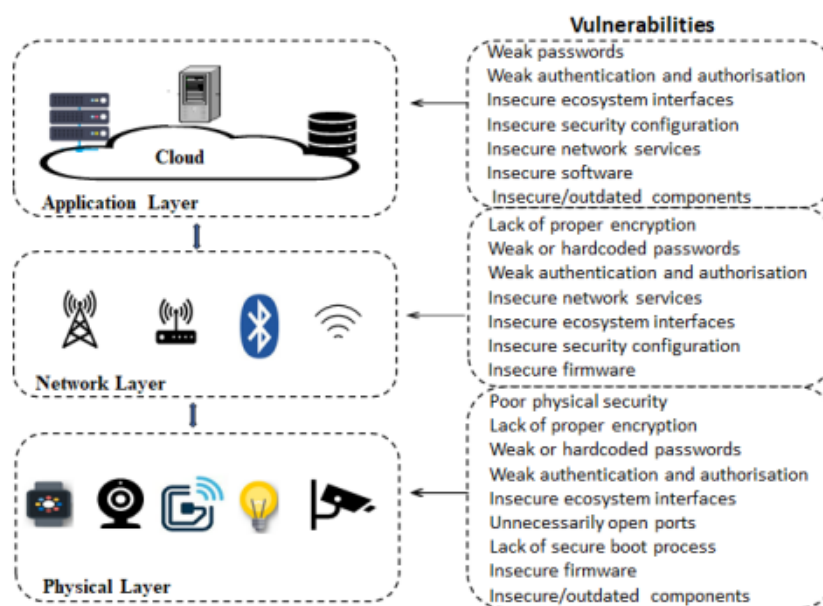 Vulnerabilities
Weak passwords
Weak authentication and authorisation
Insecure ecosystem interfaces
Insecure security configuration
Insecure network services
Insecure software
Insecure/outdated components
Cloud
Application Layer
Lack of proper encryption
Weak or hardcoded passwords
Weak authentication and authorisation
Insecure network services
Insecure ecosystem interfaces
Insecure security configuration
Insecure firmware
Network Layer
Poor physical security
Lack of proper encryption
Weak or hardcoded passwords
Weak authentication and authorisation
Insecure ecosystem interfaces
Unnecessarily open ports
Lack of secure boot process
Insecure firmware
Insecure/outdated components
Physical Layer